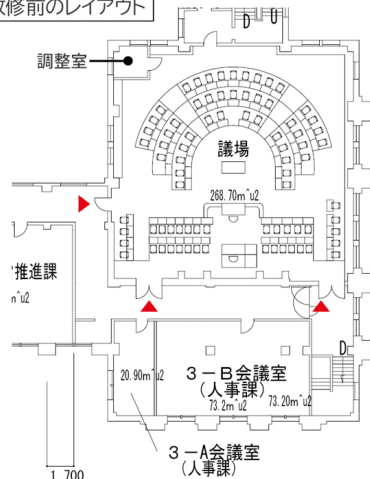 改修前のレイアウト
D
U
調整室
議場
268.70m^u2
推進課
m^u2
20.90m^u2
3-B会議室
(人事課)
73.2m^u2
73.20m^u2
D
3-A会議室
(人事課)
1,700